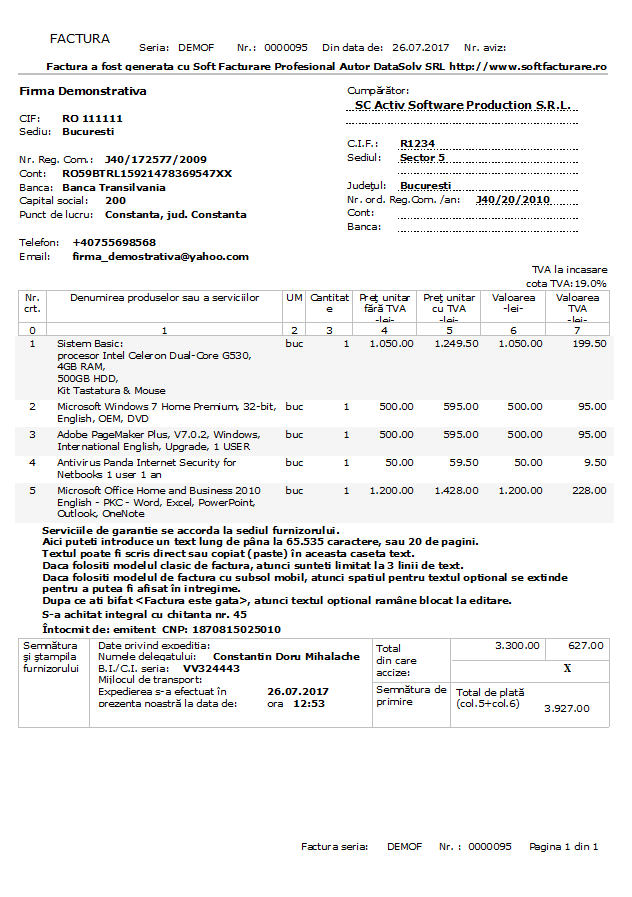 FACTURA
Seria: DEMOF Nr.: 0000095 Din data de: 26.07.2017 Nr. aviz:
Factura a fost generata cu Soft Facturare Profesional Autor DataSolv SRL http://www.softfacturare.ro
Firma Demonstrativa
CIF: RO 111111
Sediu: Bucuresti
Nr. Reg. Com.: J40/172577/2009
Cont: RO59BTRL15921478369547XX
Banca: Banca Transilvania
Capital social: 200
Punct de lucru: Constanta, jud. Constanta
Telefon: +40755698568
Email: firma_demostrativa@yahoo.com
Cumpărător:
SC Activ Software Production S.R.L.
C.I.F.: R1234
Sediul: Sector 5
Judeţul: Bucuresti
Nr. ord. Reg.Com. /an: J40/20/2010
Cont:
Banca:
TVA la incasare
cota TVA: 19.0%
Nr. crt. Denumirea produselor sau a serviciilor UM Cantitate Preţ unitar fără TVA -lei- Preţ unitar cu TVA -lei- Valoarea -lei- Valoarea TVA -lei-
0 1 2 3 4 5 6 7
1 Sistem Basic: buc 1 1.050.00 1.249.50 1.050.00 199.50
procesor Intel Celeron Dual-Core G530,
4GB RAM,
500GB HDD,
Kit Tastatura & Mouse
2 Microsoft Windows 7 Home Premium, 32-bit, buc 1 500.00 595.00 500.00 95.00
English, OEM, DVD
3 Adobe PageMaker Plus, V7.0.2, Windows, buc 1 500.00 595.00 500.00 95.00
International English, Upgrade, 1 USER
4 Antivirus Panda Internet Security for buc 1 50.00 59.50 50.00 9.50
Netbooks 1 user 1 an
5 Microsoft Office Home and Business 2010 buc 1 1.200.00 1.428.00 1.200.00 228.00
English - PKC - Word, Excel, PowerPoint,
Outlook, OneNote
Serviciile de garantie se accorda la sediul furnizorului.
Aici puteti introduce un text lung de pâna la 65.535 caractere, sau 20 de pagini.
Textul poate fi scris direct sau copiat (paste) în aceasta caseta text.
Daca folositi modelul clasic de factura, atunci sunteti limitat la 3 linii de text.
Daca folositi modelul de factura cu subsol mobil, atunci spatiul pentru textul optional se extinde
pentru a putea fi afisat în intregime.
Dupa ce ati bifat <Factura este gata>, atunci textul optional ramâne blocat la editare.
S-a achitat integral cu chitanta nr. 45
Întocmit de: emitent CNP: 1870815025010
Semnătura
şi ştampila
furnizorului
Date privind expediţia:
Numele delegatului: Constantin Doru Mihalache
B.I./C.I. seria: VV324443
Mijlocul de transport:
Expedierea s-a efectuat în 26.07.2017
prezenţa noastră la data de: ora 12:53
Total
din care
accize:
3.300.00 627.00
X
Semnătura de
primire
Total de plată
(col.5+col.6)
3.927.00
Factura seria: DEMOF Nr. : 0000095 Pagina 1 din 1